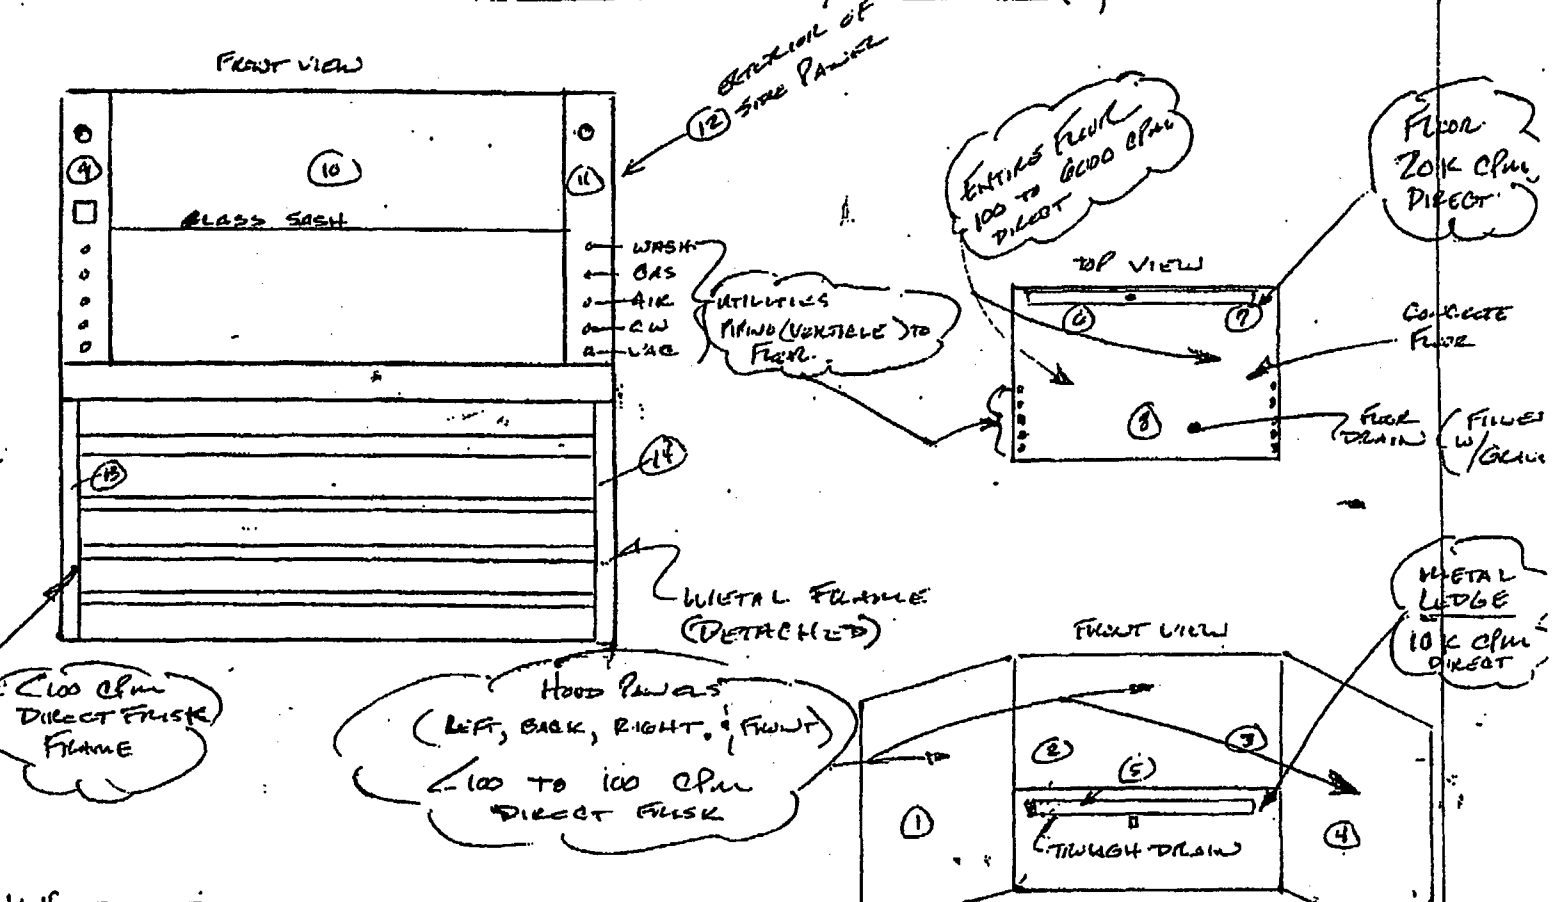 FRONT VIEW
EXTERIOR OF
SIDE PANEL
12
9
10
11
GLASS SASH
WASH
GAS
AIR
CW
VAC
UTILITIES
PIPING (VERTICLE) TO
FLOOR.
ENTIRE FLOOR
100 TO 6000 CPM
DIRECT
FLOOR
20K CPM
DIRECT
TOP VIEW
6
7
8
CONCRETE
FLOOR
FLOOR
DRAIN
(FILLED
W/
13
14
METAL FRAME
(DETACHED)
<100 CPM
DIRECT FRISK
FRAME
HOOD PANELS
(LEFT, BACK, RIGHT, & FRONT)
<100 TO 100 CPM
DIRECT FRISK
FRONT VIEW
METAL
LEDGE
10K CPM
DIRECT
2
3
5
1
4
TROUGH DRAIN